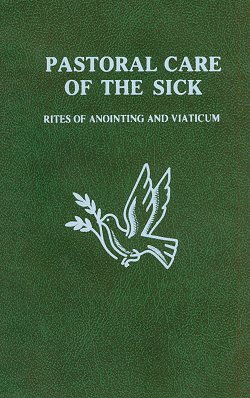 PASTORAL CARE
OF THE SICK
RITES OF ANOINTING AND VIATICUM